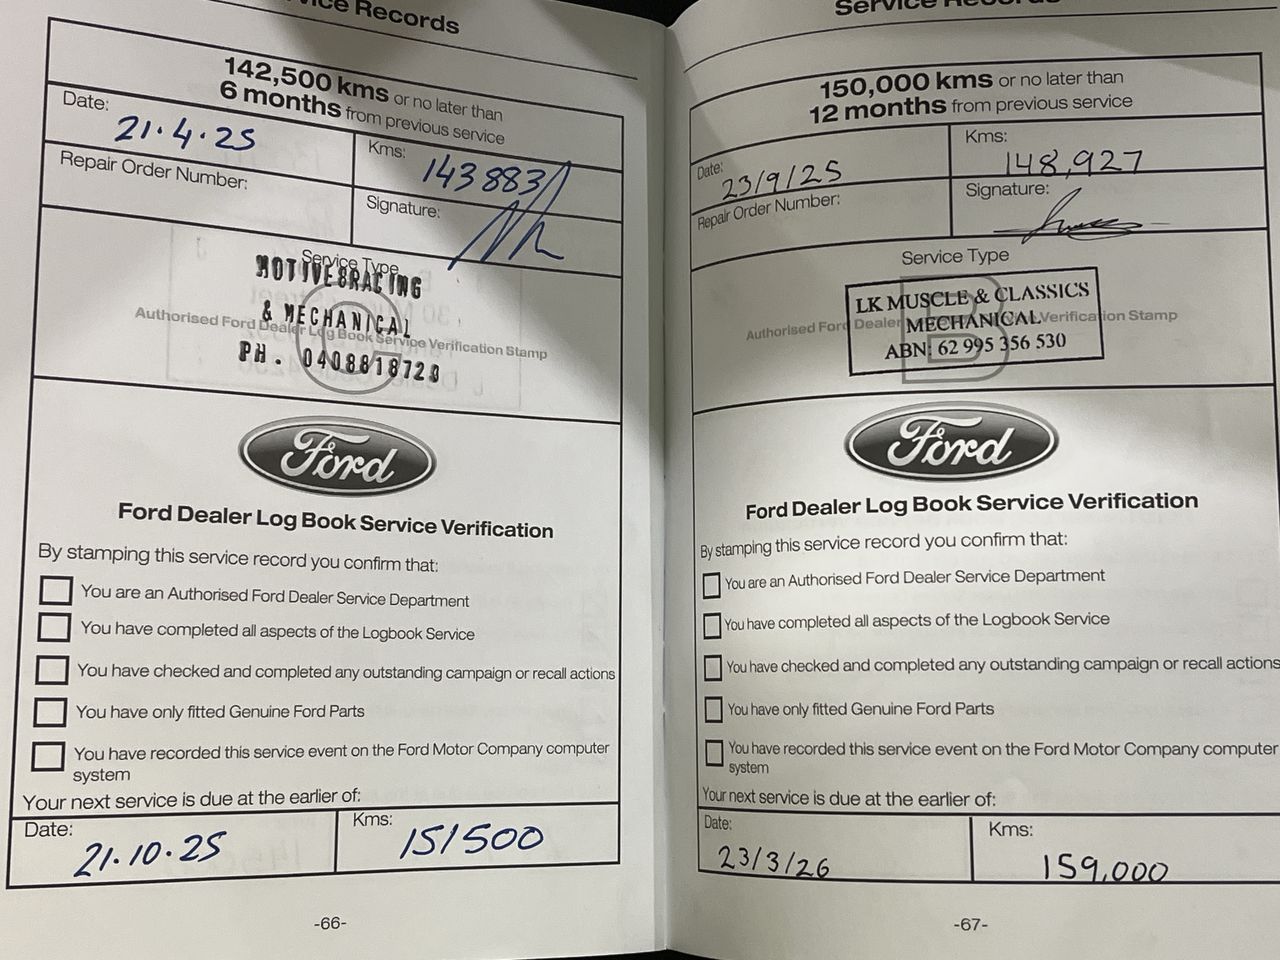 Service Records
142,500 kms or no later than
6 months from previous service
Date:
21.4.25
Kms:
143883
Repair Order Number:
Signature:
Service Type
MOTIVE8RACING
& MECHANICAL
Authorised Ford Dealer Log Book Service Verification Stamp
C
PH. 0408818729
Ford
Ford Dealer Log Book Service Verification
By stamping this service record you confirm that:
You are an Authorised Ford Dealer Service Department
You have completed all aspects of the Logbook Service
You have checked and completed any outstanding campaign or recall actions
You have only fitted Genuine Ford Parts
You have recorded this service event on the Ford Motor Company computer
system
Your next service is due at the earlier of:
Date:
21.10.25
Kms:
151500
-66-
Service Records
150,000 kms or no later than
12 months from previous service
Date:
23/9/25
Kms:
148,927
Repair Order Number:
Signature:
Service Type
LK MUSCLE & CLASSICS
MECHANICAL
ABN: 62 995 356 530
Authorised Ford Dealer Verification Stamp
B
Ford
Ford Dealer Log Book Service Verification
By stamping this service record you confirm that:
You are an Authorised Ford Dealer Service Department
You have completed all aspects of the Logbook Service
You have checked and completed any outstanding campaign or recall actions
You have only fitted Genuine Ford Parts
You have recorded this service event on the Ford Motor Company computer
system
Your next service is due at the earlier of:
Date:
23/3/26
Kms:
159,000
-67-